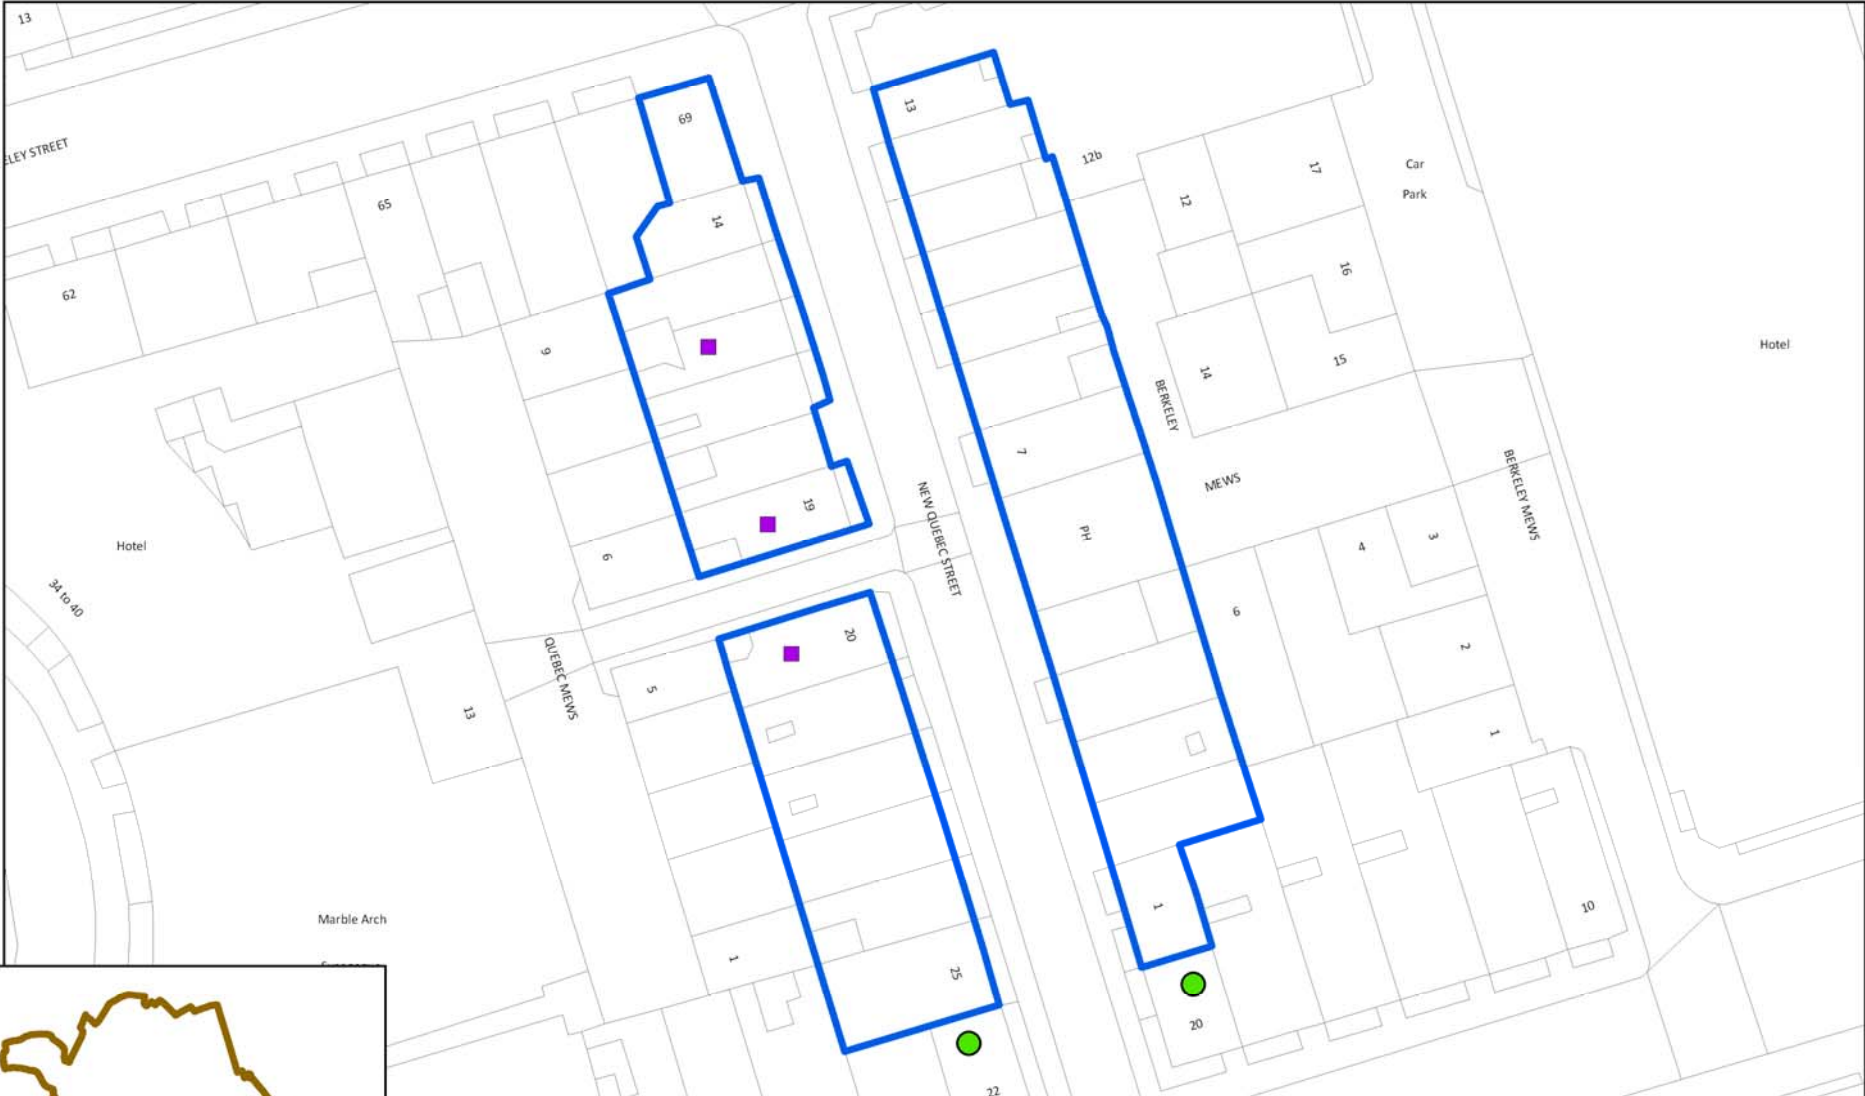 13
ELEY STREET
69
13
12b
17
Car
Park
12
65
14
62
16
Hotel
9
14
15
BERKELEY
7
MEWS
BERKELEY MEWS
NEW QUEBEC STREET
19
PH
3
4
Hotel
6
34 to 40
6
20
2
QUEBEC MEWS
5
13
1
1
10
Marble Arch
1
25
20
22